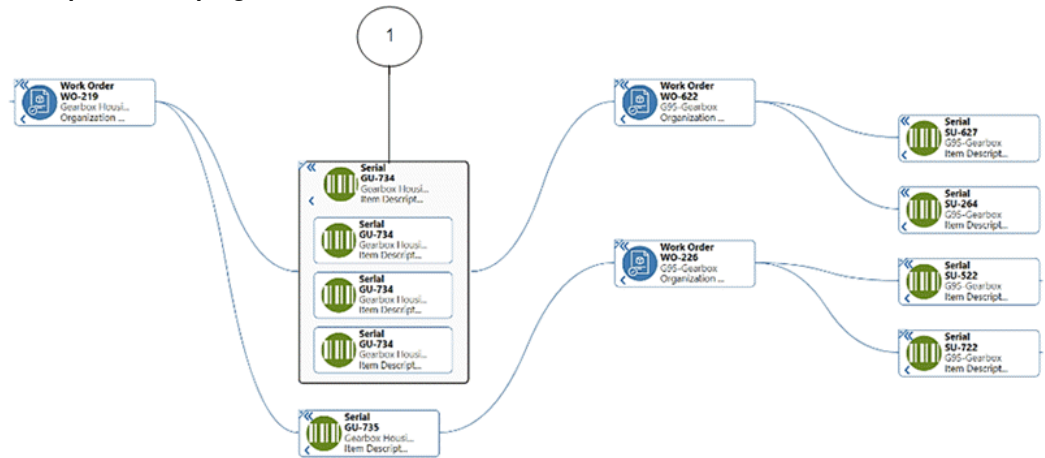 1
Work Order
WO-219
Gearbox Housi...
Organization ...
Serial
GU-734
Gearbox Housi...
Item Descript...
Serial
GU-734
Gearbox Housi...
Item Descript...
Serial
GU-734
Gearbox Housi...
Item Descript...
Serial
GU-734
Gearbox Housi...
Item Descript...
Serial
GU-735
Gearbox Housi...
Item Descript...
Work Order
WO-622
G95-Gearbox
Organization ...
Work Order
WO-226
G95-Gearbox
Organization ...
Serial
SU-627
G95-Gearbox
Item Descript...
Serial
SU-264
G95-Gearbox
Item Descript...
Serial
SU-522
G95-Gearbox
Item Descript...
Serial
SU-722
G95-Gearbox
Item Descript...